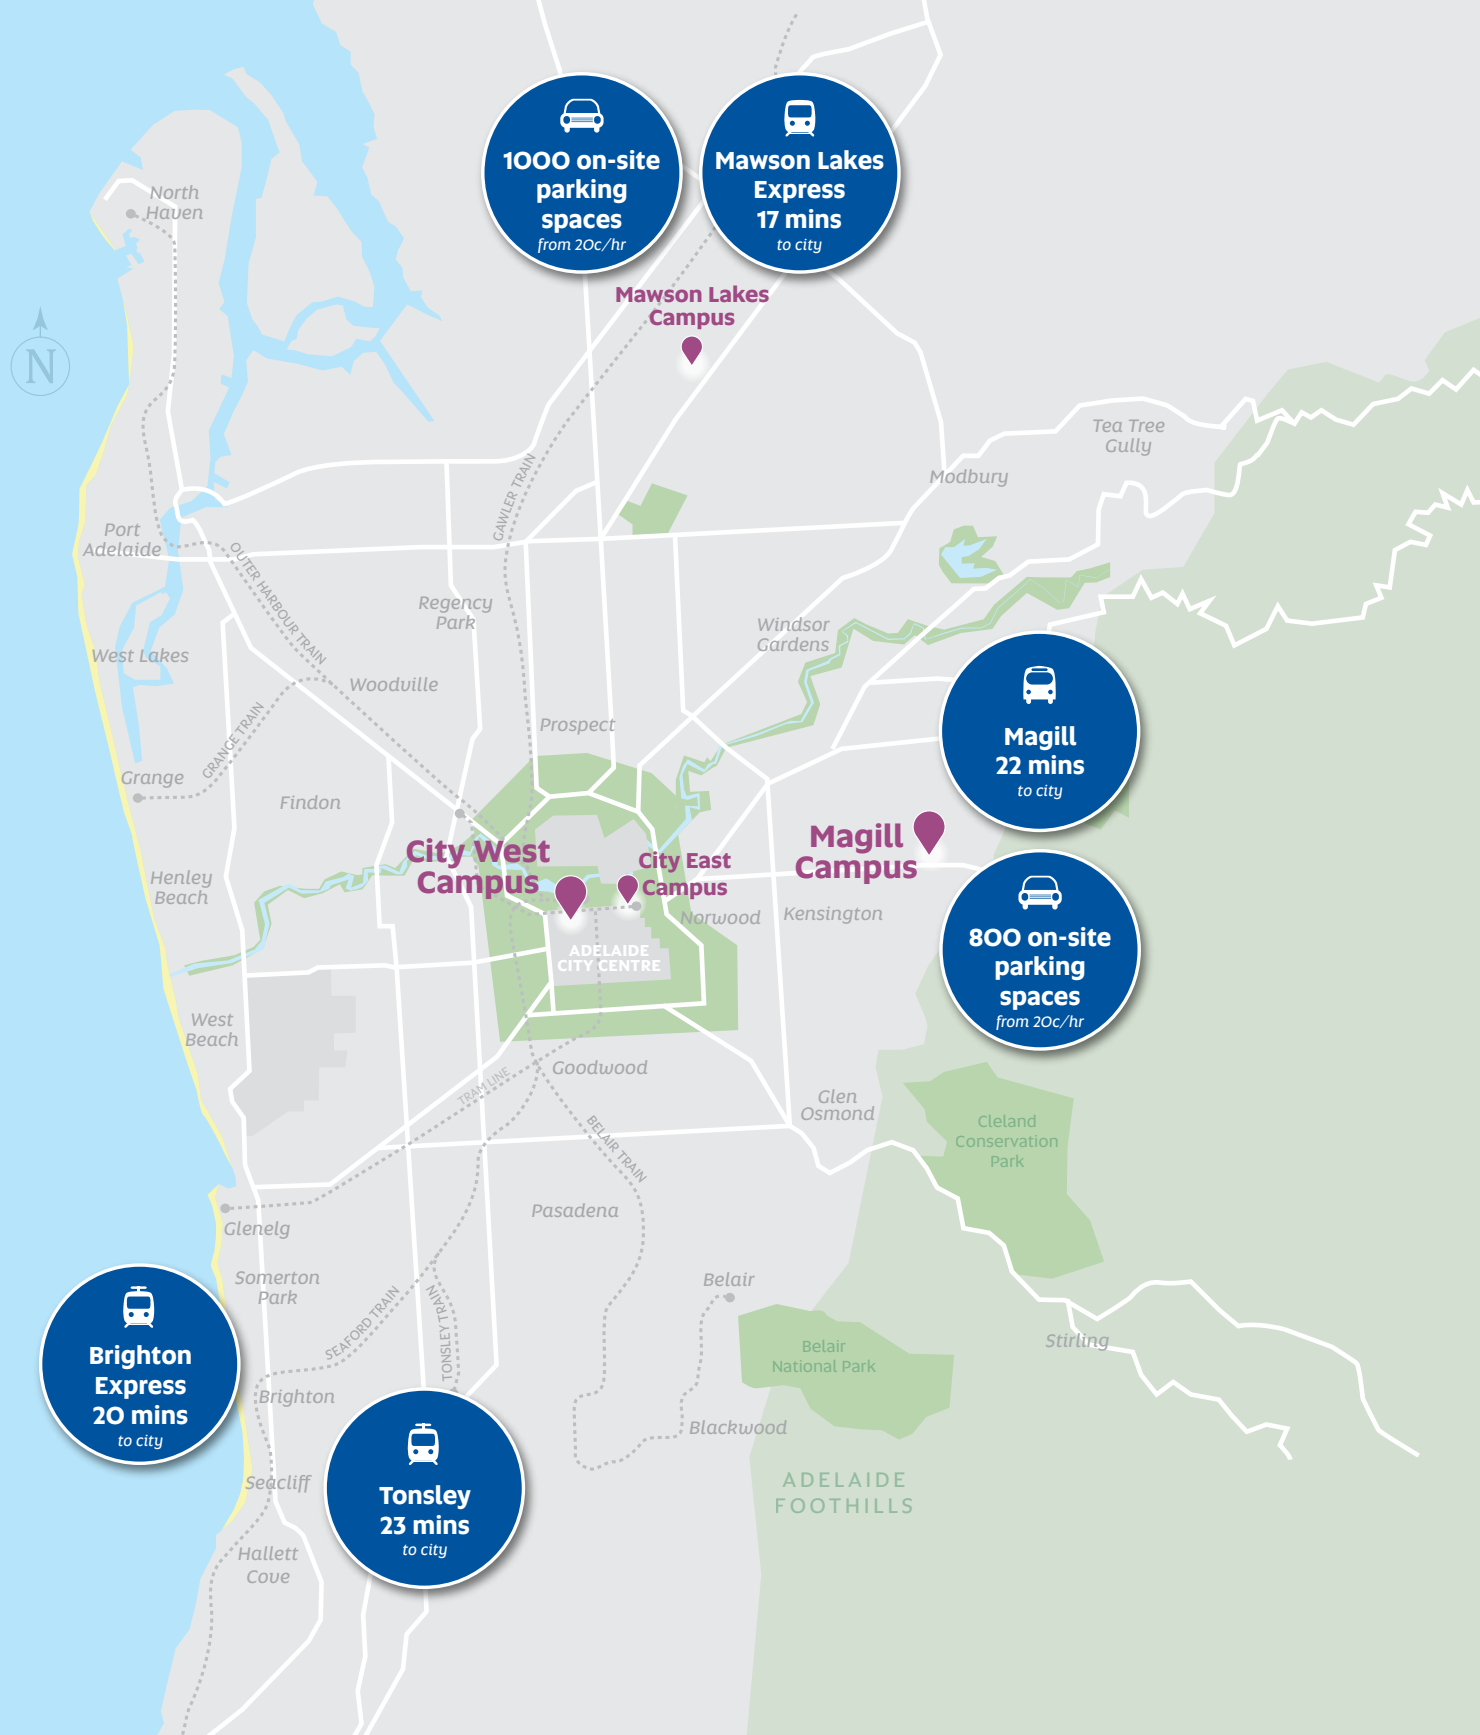 1000 on-site
parking
spaces
from 20c/hr
Mawson Lakes
Express
17 mins
to city
North
Haven
Mawson Lakes
Campus
N
Tea Tree
Gully
Modbury
GAWLER TRAIN
Port
Adelaide
OUTER HARBOUR TRAIN
Regency
Park
Windsor
Gardens
West Lakes
Woodville
GRANGE TRAIN
Prospect
Magill
22 mins
to city
Grange
Findon
City West
Campus
City East
Campus
Magill
Campus
Henley
Beach
Norwood
Kensington
ADELAIDE
CITY CENTRE
800 on-site
parking
spaces
from 20c/hr
West
Beach
Goodwood
TRAM LINE
Glen
Osmond
BELAIR TRAIN
Cleland
Conservation
Park
Pasadena
Glenelg
Somerton
Park
Belair
SEAFORD TRAIN
TONSLEY TRAIN
Belair
National Park
Stirling
Brighton
Express
20 mins
to city
Brighton
Blackwood
Seacliff
ADELAIDE
FOOTHILLS
Tonsley
23 mins
to city
Hallett
Cove